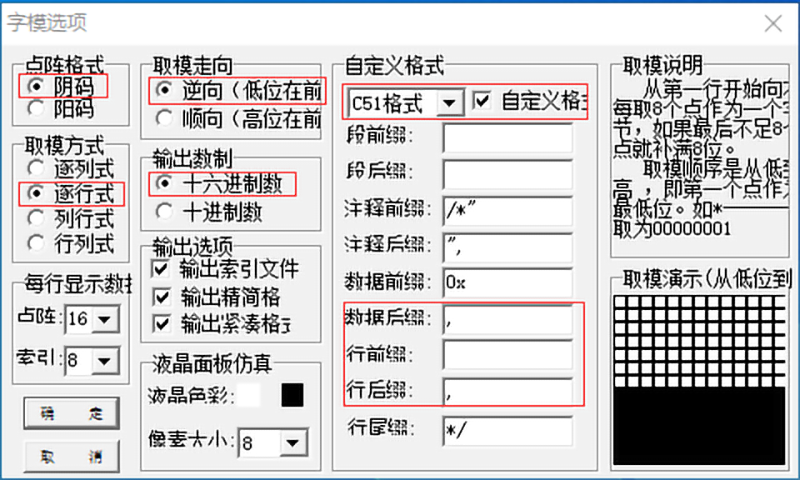 字模选项
点阵格式
阴码
阳码
取模方式
逐列式
逐行式
列行式
行列式
每行显示数据
点阵: 16
索引: 8
确 定
取 消
取模走向
逆向(低位在前
顺向(高位在前
输出数制
十六进制数
十进制数
输出选项
输出索引文件
输出精简格
输出紧凑格式
液晶面板仿真
液晶色彩:
像素大小: 8
自定义格式
C51格式 自定义格式
段前缀:
段后缀:
注释前缀: /*"
注释后缀: ",
数据前缀: 0x
数据后缀: ,
行前缀:
行后缀: ,
行尾缀: */
取模说明
从第一行开始向
每取8个点作为一个字
节，如果最后不足8个
点就补满8位。
取模顺序是从低到
高，即第一个点作为
最低位。如*-------
取为00000001
取模演示(从低位到